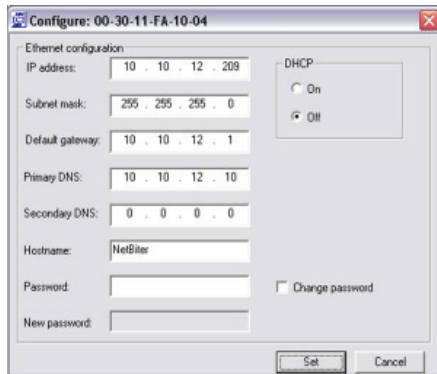 Configure: 00-30-11-FA-10-04
Ethernet configuration
IP address: 10 . 10 . 12 . 209
DHCP
On
Subnet mask: 255 . 255 . 255 . 0
Off
Default gateway: 10 . 10 . 12 . 1
Primary DNS: 10 . 10 . 12 . 10
Secondary DNS: 0 . 0 . 0 . 0
Hostname: NetBiter
Password:
Change password
New password:
Set
Cancel